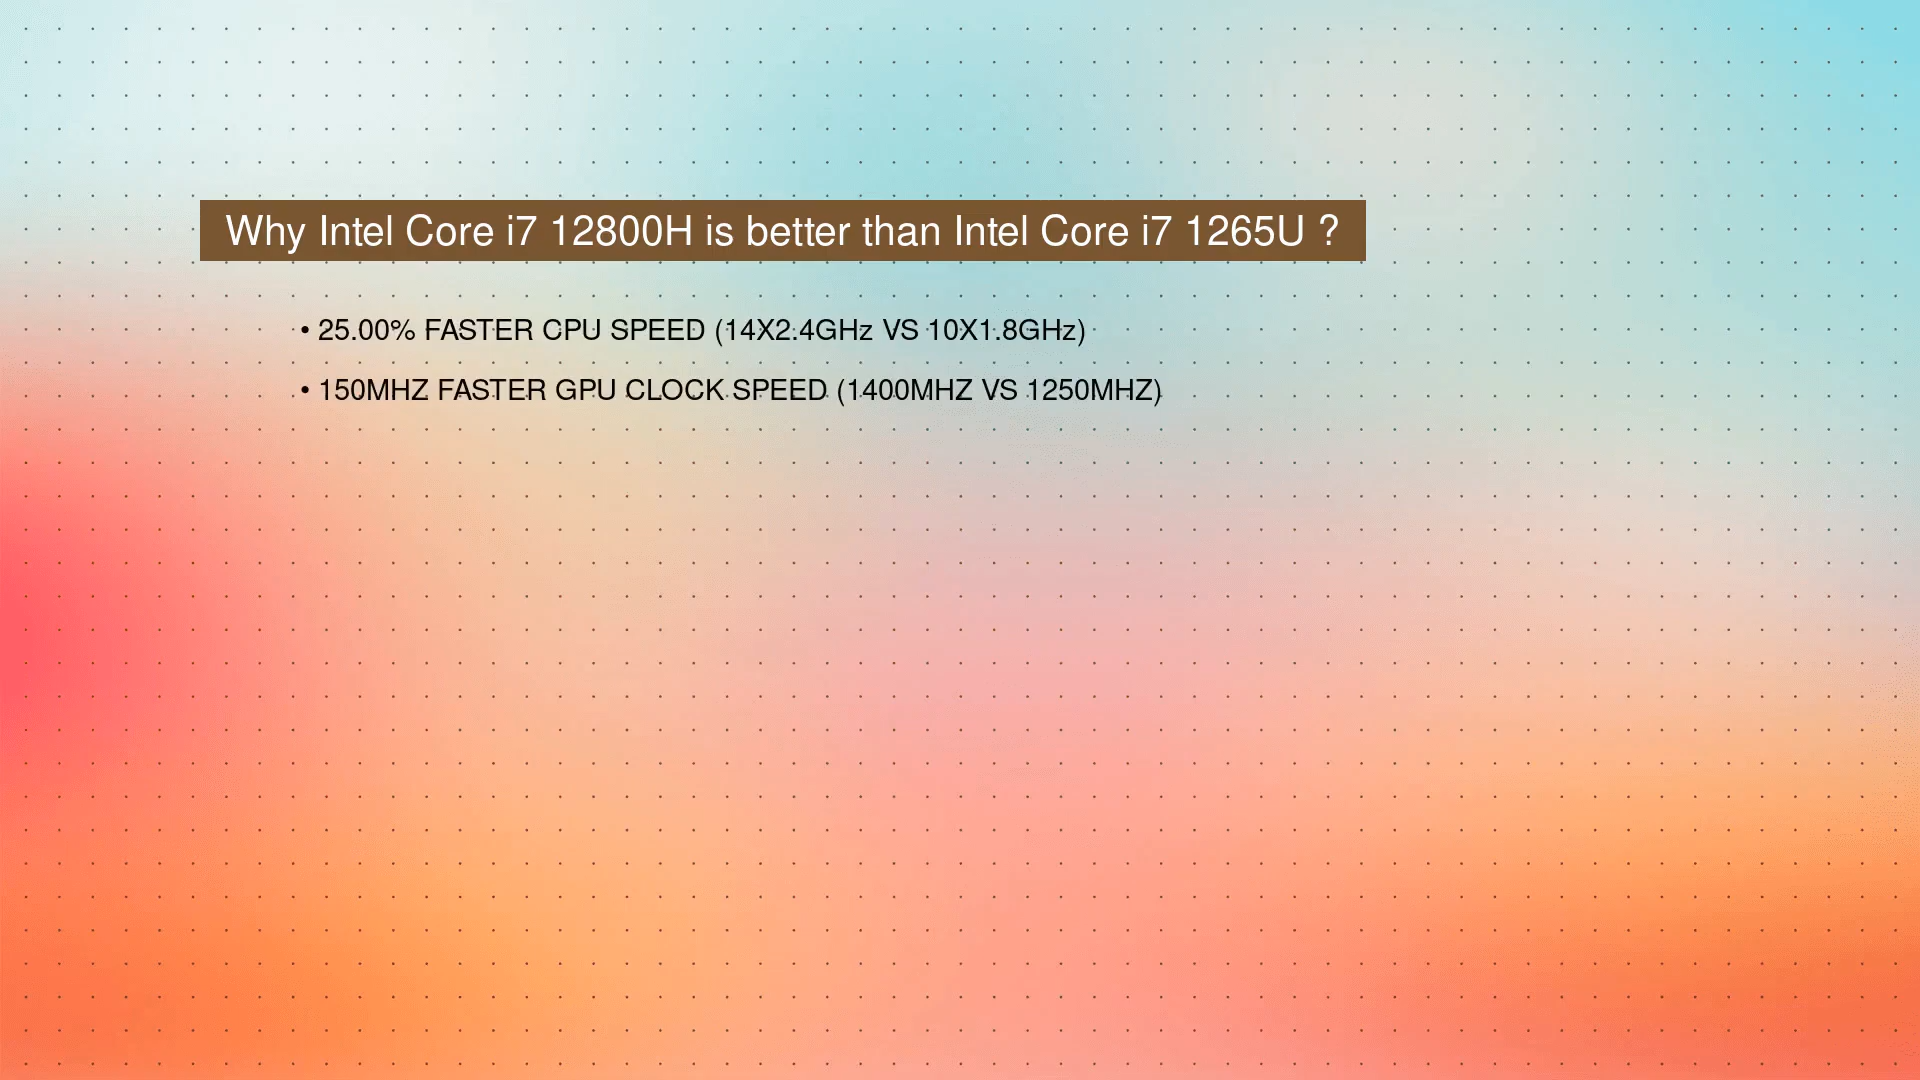 Why Intel Core i7 12800H is better than Intel Core i7 1265U ?
• 25.00% FASTER CPU SPEED (14X2.4GHz VS 10X1.8GHz)
• 150MHZ FASTER GPU CLOCK SPEED (1400MHZ VS 1250MHZ)